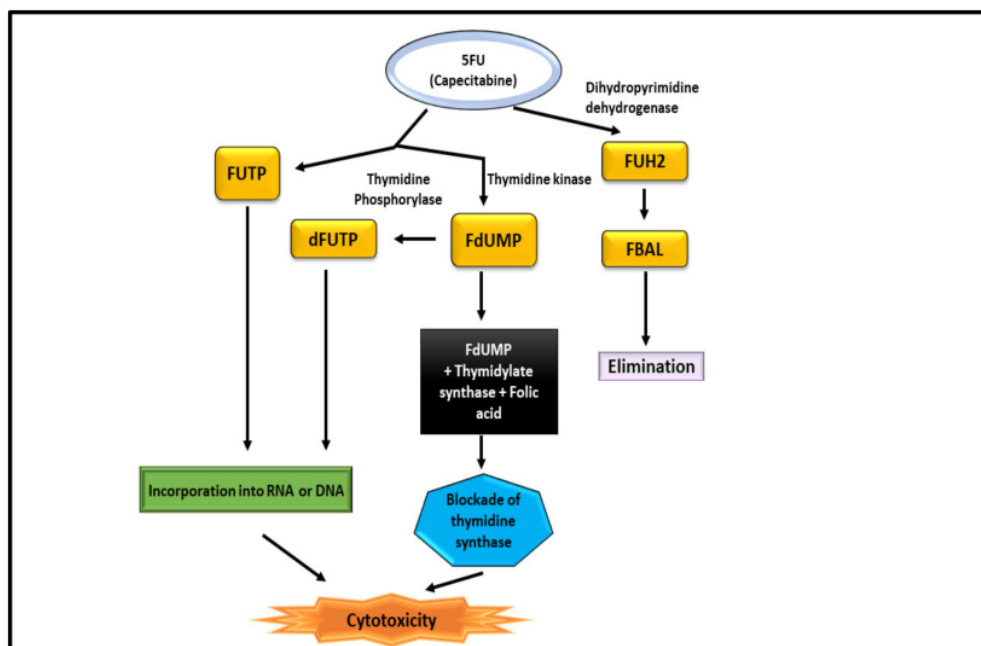 5FU
(Capecitabine)
Dihydropyrimidine
dehydrogenase
FUTP
Thymidine
Phosphorylase
Thymidine kinase
FUH2
dFUTP
FdUMP
FBAL
FdUMP
+ Thymidylate
synthase + Folic
acid
Elimination
Incorporation into RNA or DNA
Blockade of
thymidine
synthase
Cytotoxicity